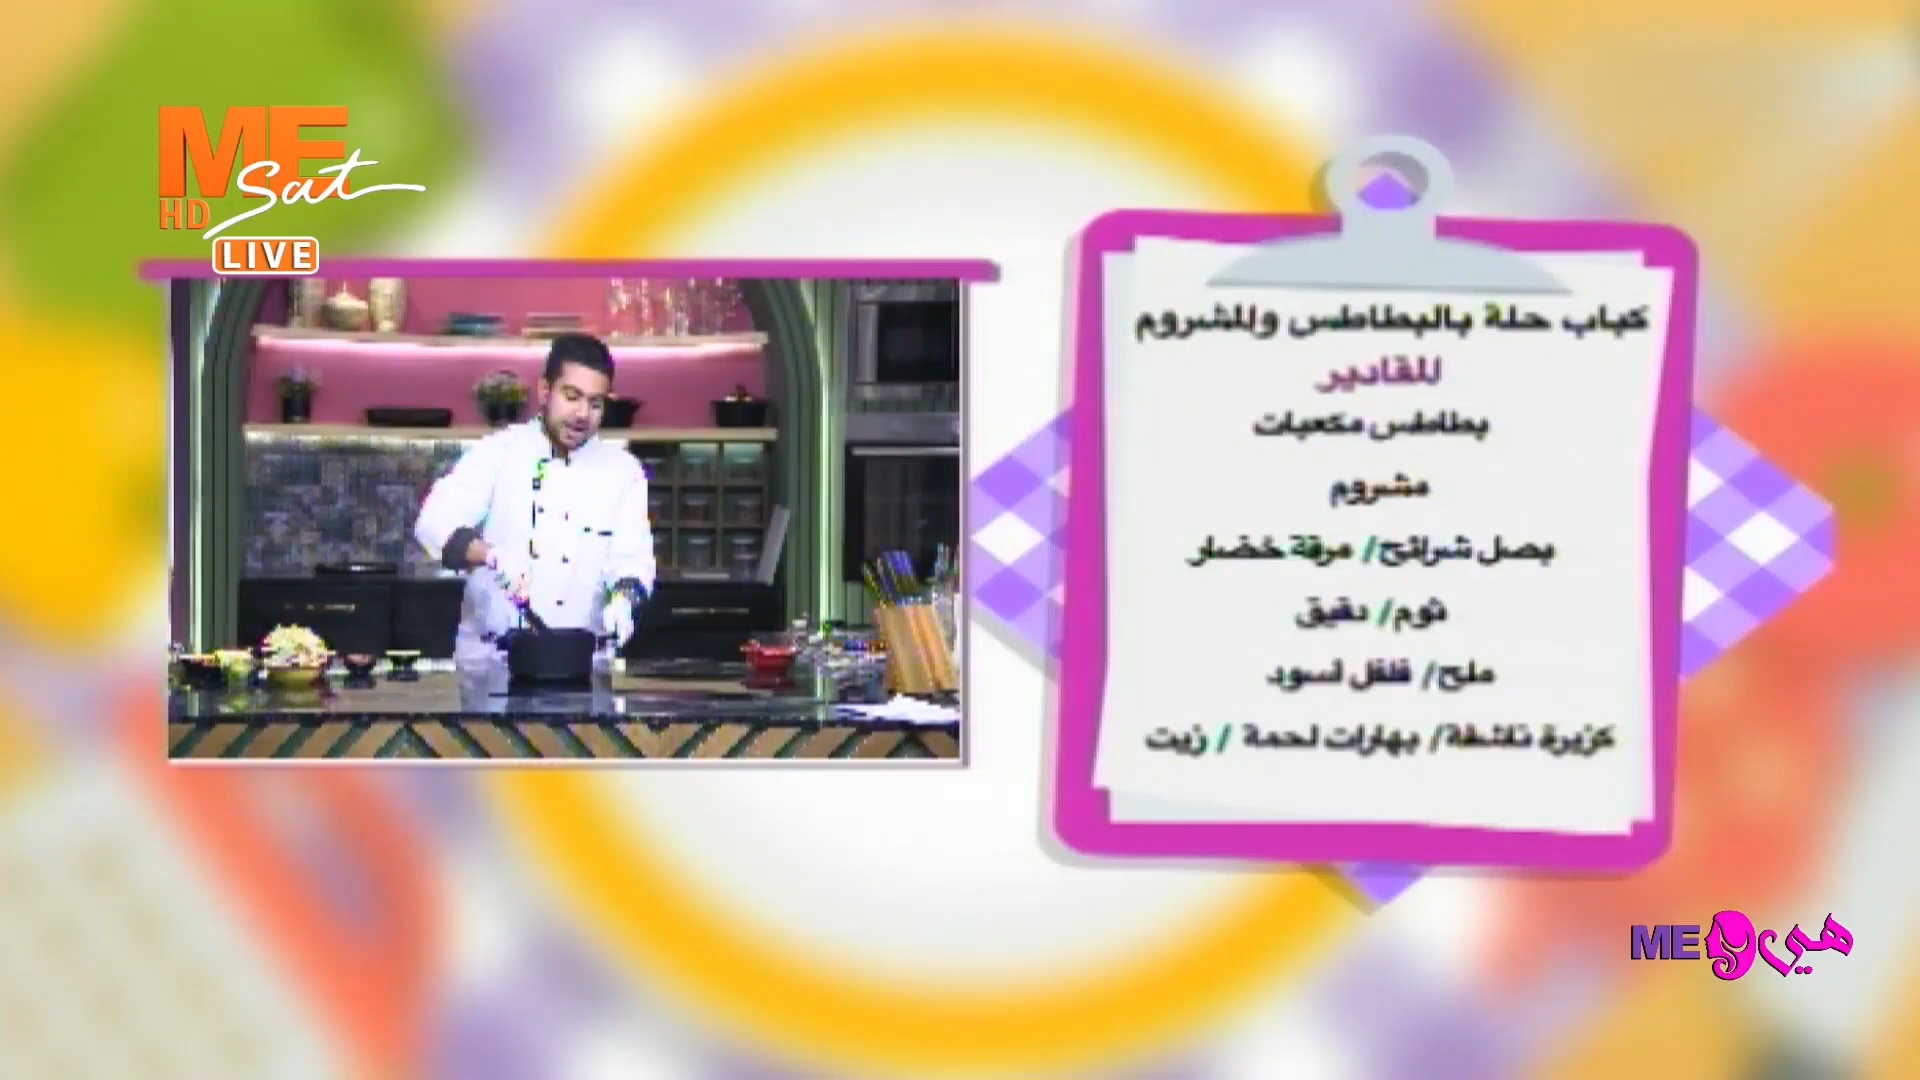 ME
Sat
HD
LIVE
كباب حلة بالبطاطس والمشروم
المقادير
بطاطس مكعبات
مشروم
بصل شرائح/ مرقة خضار
ثوم/ دقيق
ملح/ فلفل اسود
كزبرة ناشفة/ بهارات لحمة / زيت
ME هي